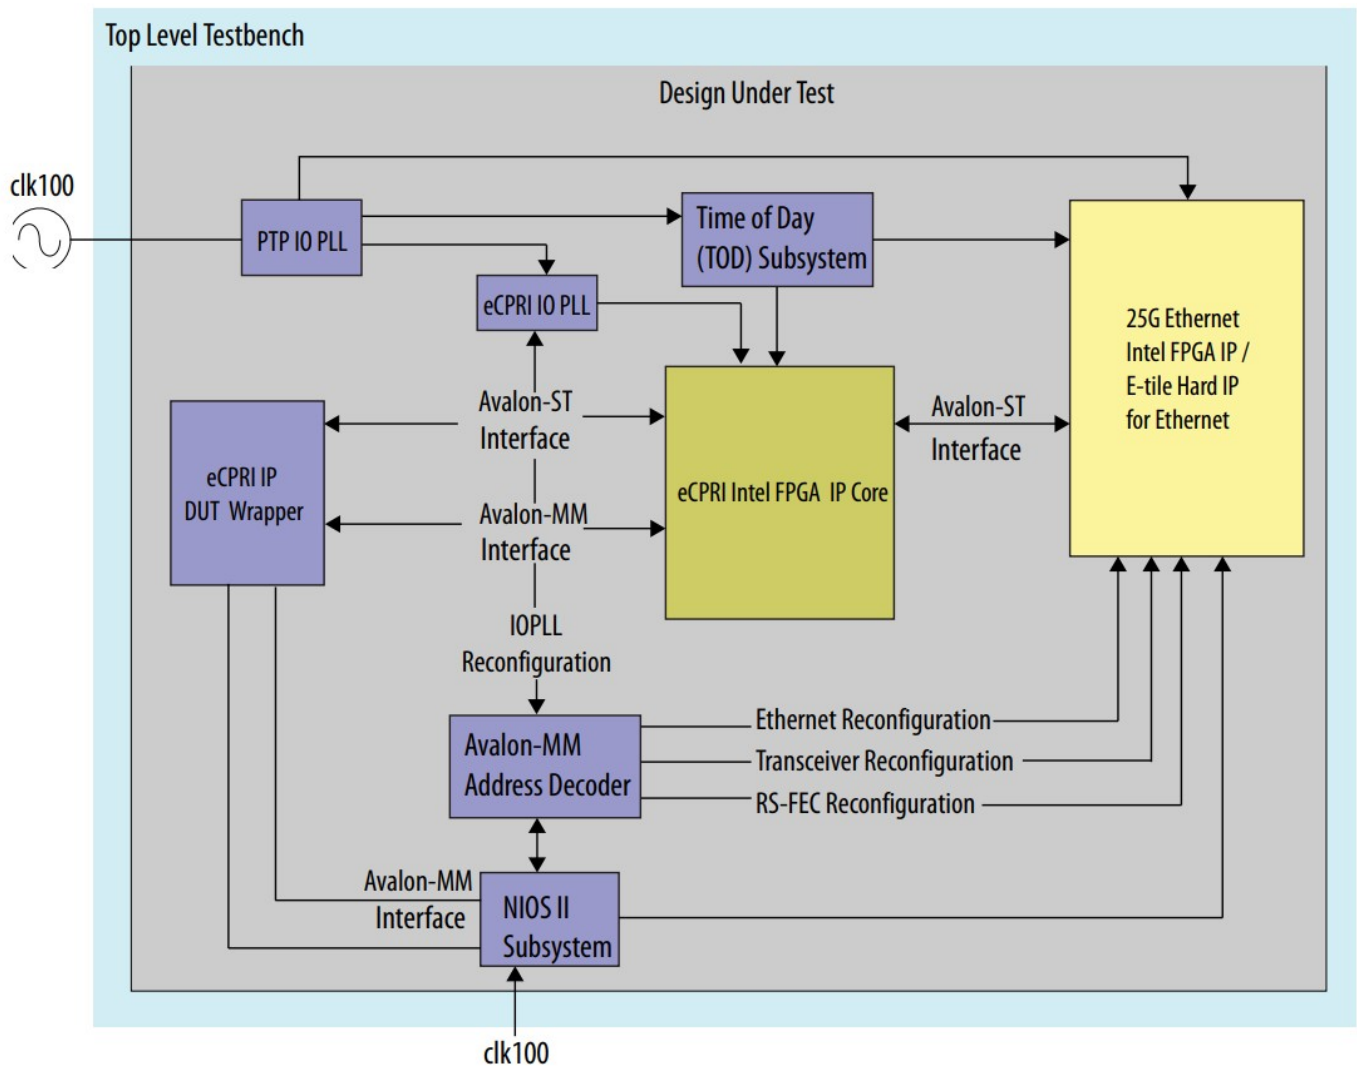 Top Level Testbench
Design Under Test
clk100
PTP IO PLL
Time of Day
(TOD) Subsystem
eCPRI IO PLL
25G Ethernet
Intel FPGA IP /
E-tile Hard IP
for Ethernet
Avalon-ST
Interface
Avalon-ST
Interface
eCPRI IP
DUT Wrapper
eCPRI Intel FPGA IP Core
Avalon-MM
Interface
IOPLL
Reconfiguration
Avalon-MM
Address Decoder
Ethernet Reconfiguration
Transceiver Reconfiguration
RS-FEC Reconfiguration
Avalon-MM
Interface
NIOS II
Subsystem
clk100